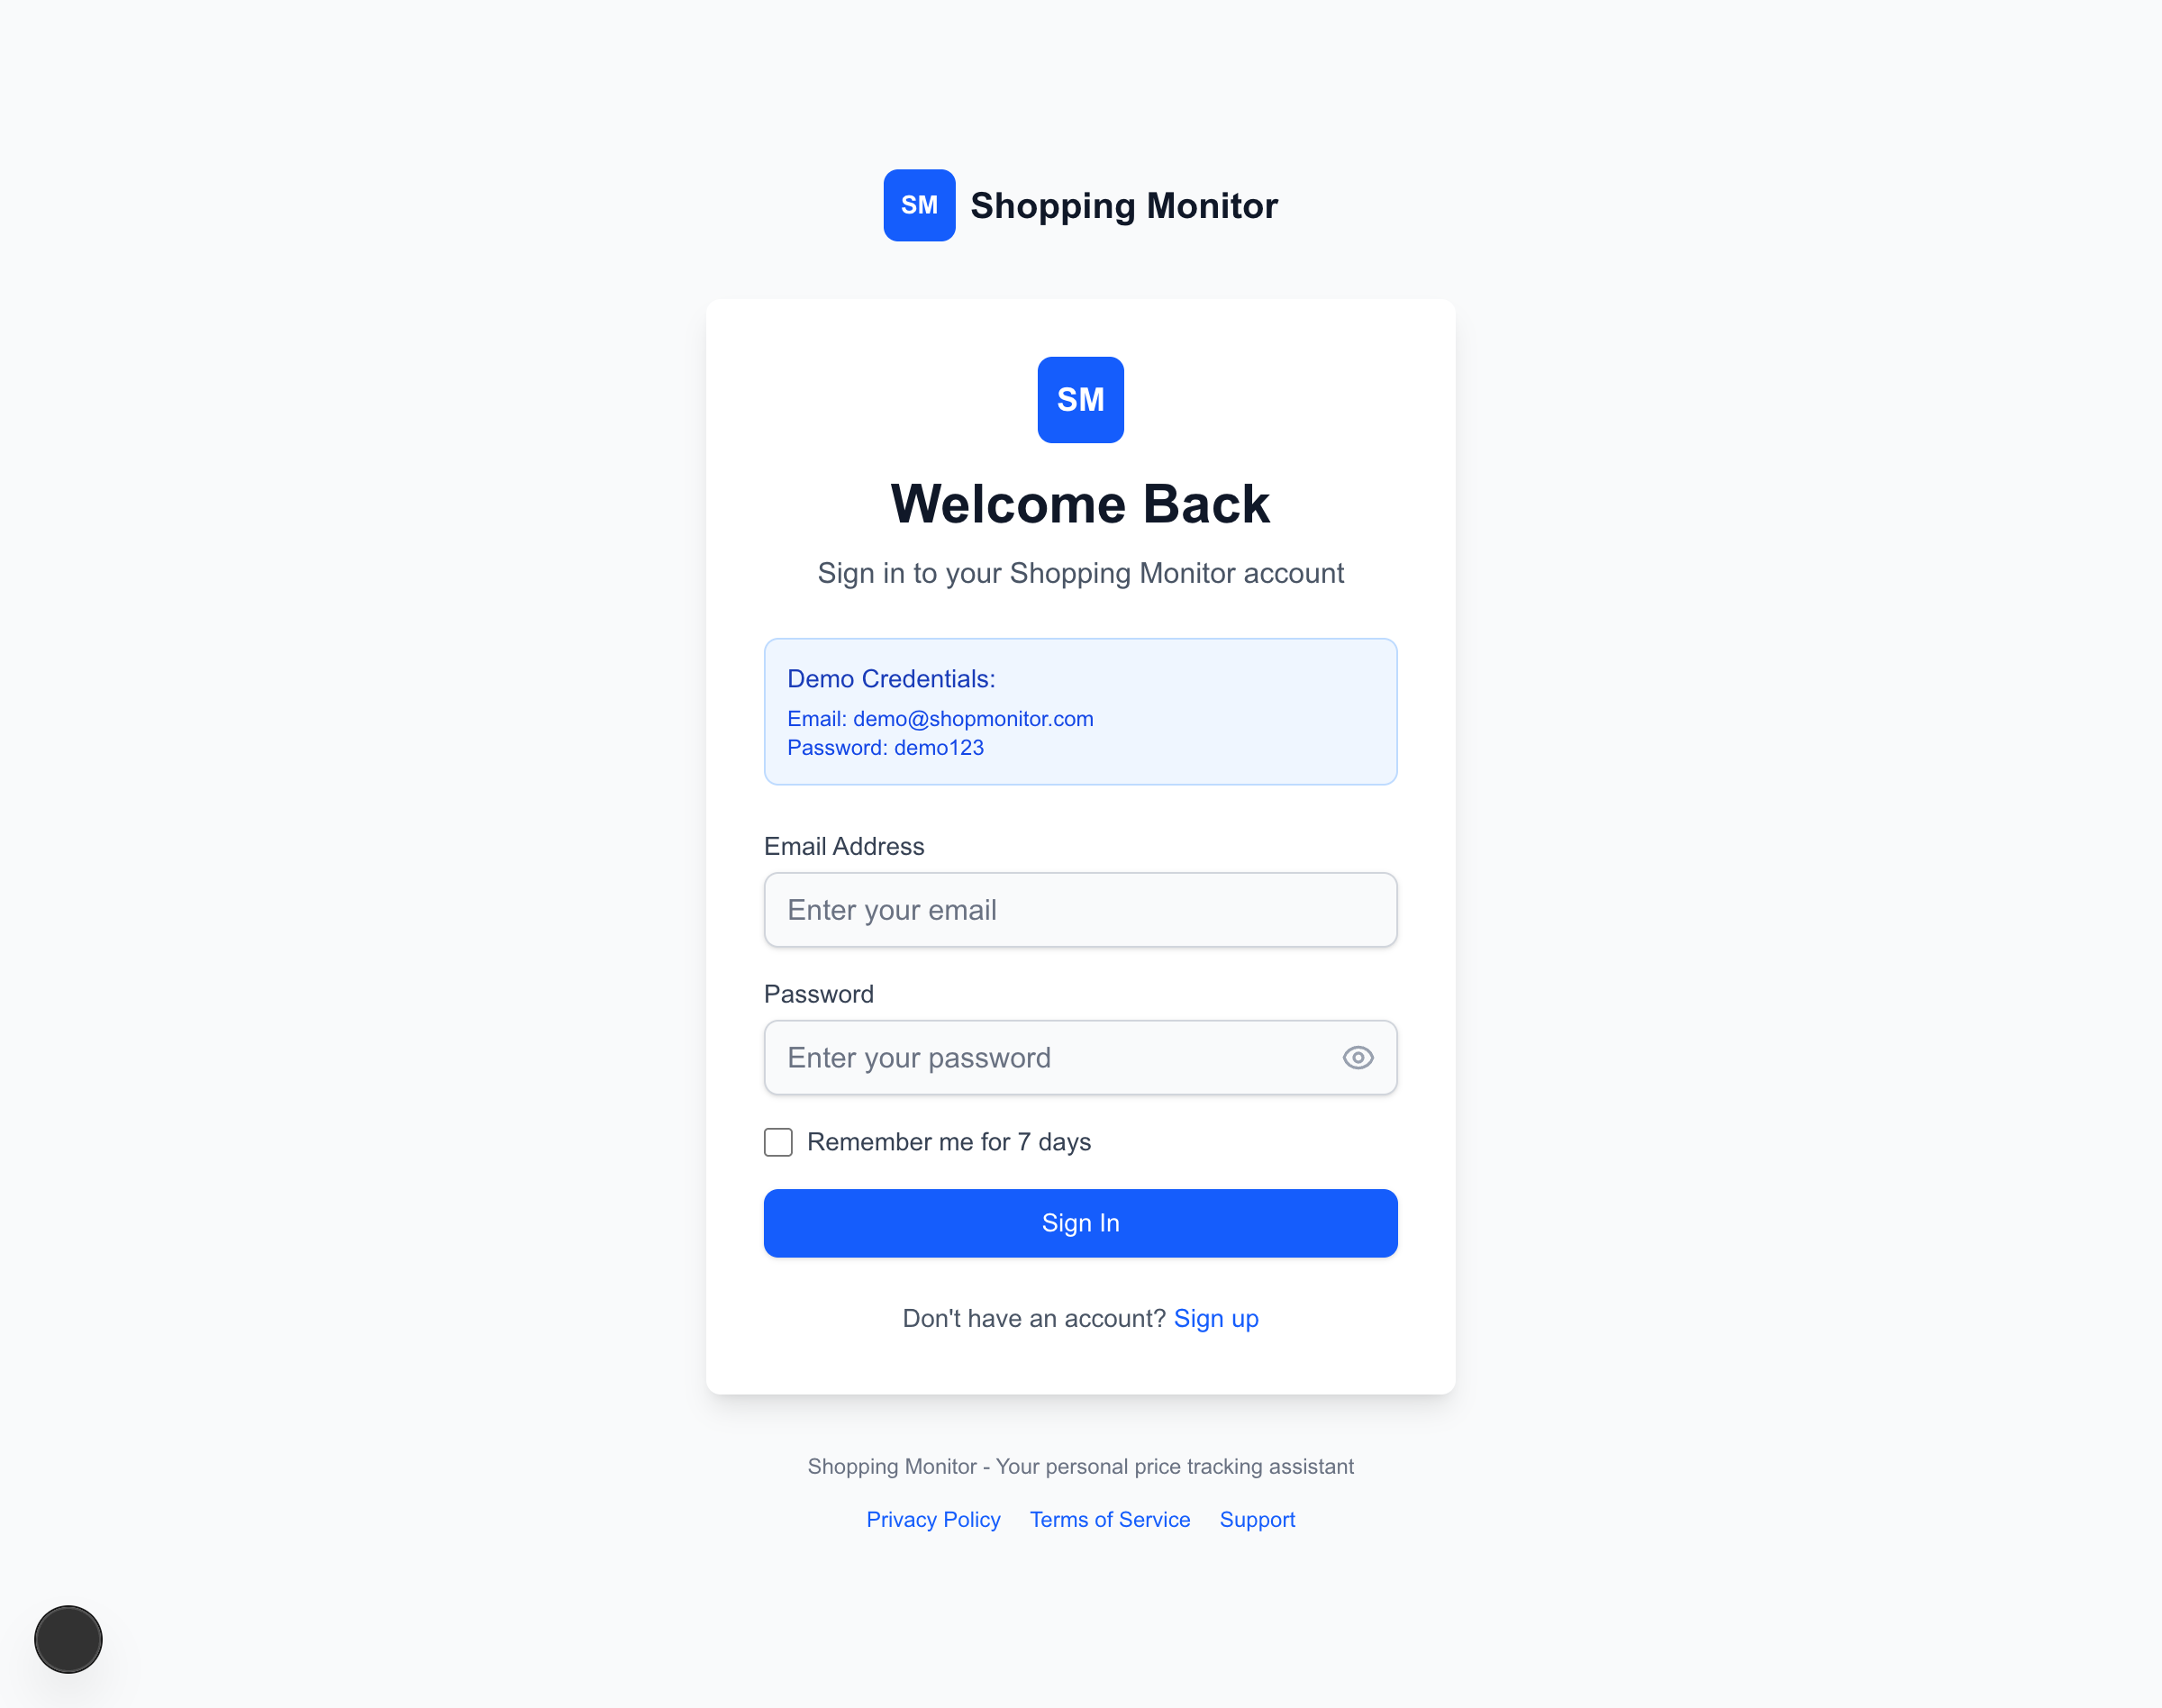 SM Shopping Monitor
SM
Welcome Back
Sign in to your Shopping Monitor account
Demo Credentials:
Email: demo@shopmonitor.com
Password: demo123
Email Address
Enter your email
Password
Enter your password
Remember me for 7 days
Sign In
Don't have an account? Sign up
Shopping Monitor - Your personal price tracking assistant
Privacy Policy Terms of Service Support